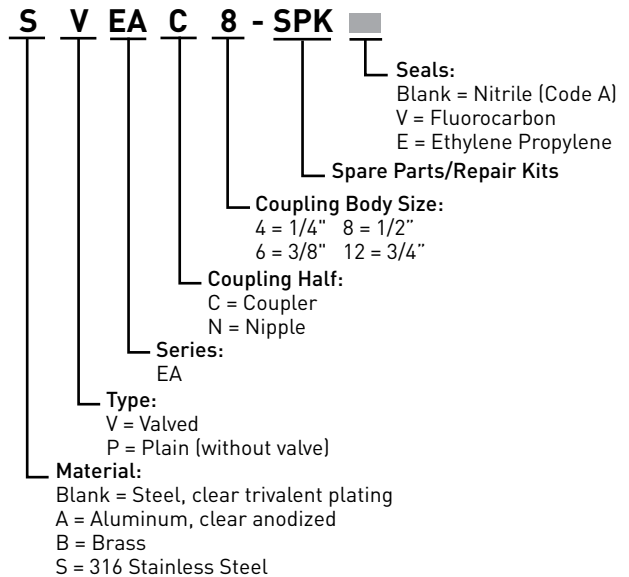 S V EA C 8 - SPK
Seals:
Blank = Nitrile (Code A)
V = Fluorocarbon
E = Ethylene Propylene
Spare Parts/Repair Kits
Coupling Body Size:
4 = 1/4" 8 = 1/2”
6 = 3/8" 12 = 3/4”
Coupling Half:
C = Coupler
N = Nipple
Series:
EA
Type:
V = Valved
P = Plain (without valve)
Material:
Blank = Steel, clear trivalent plating
A = Aluminum, clear anodized
B = Brass
S = 316 Stainless Steel